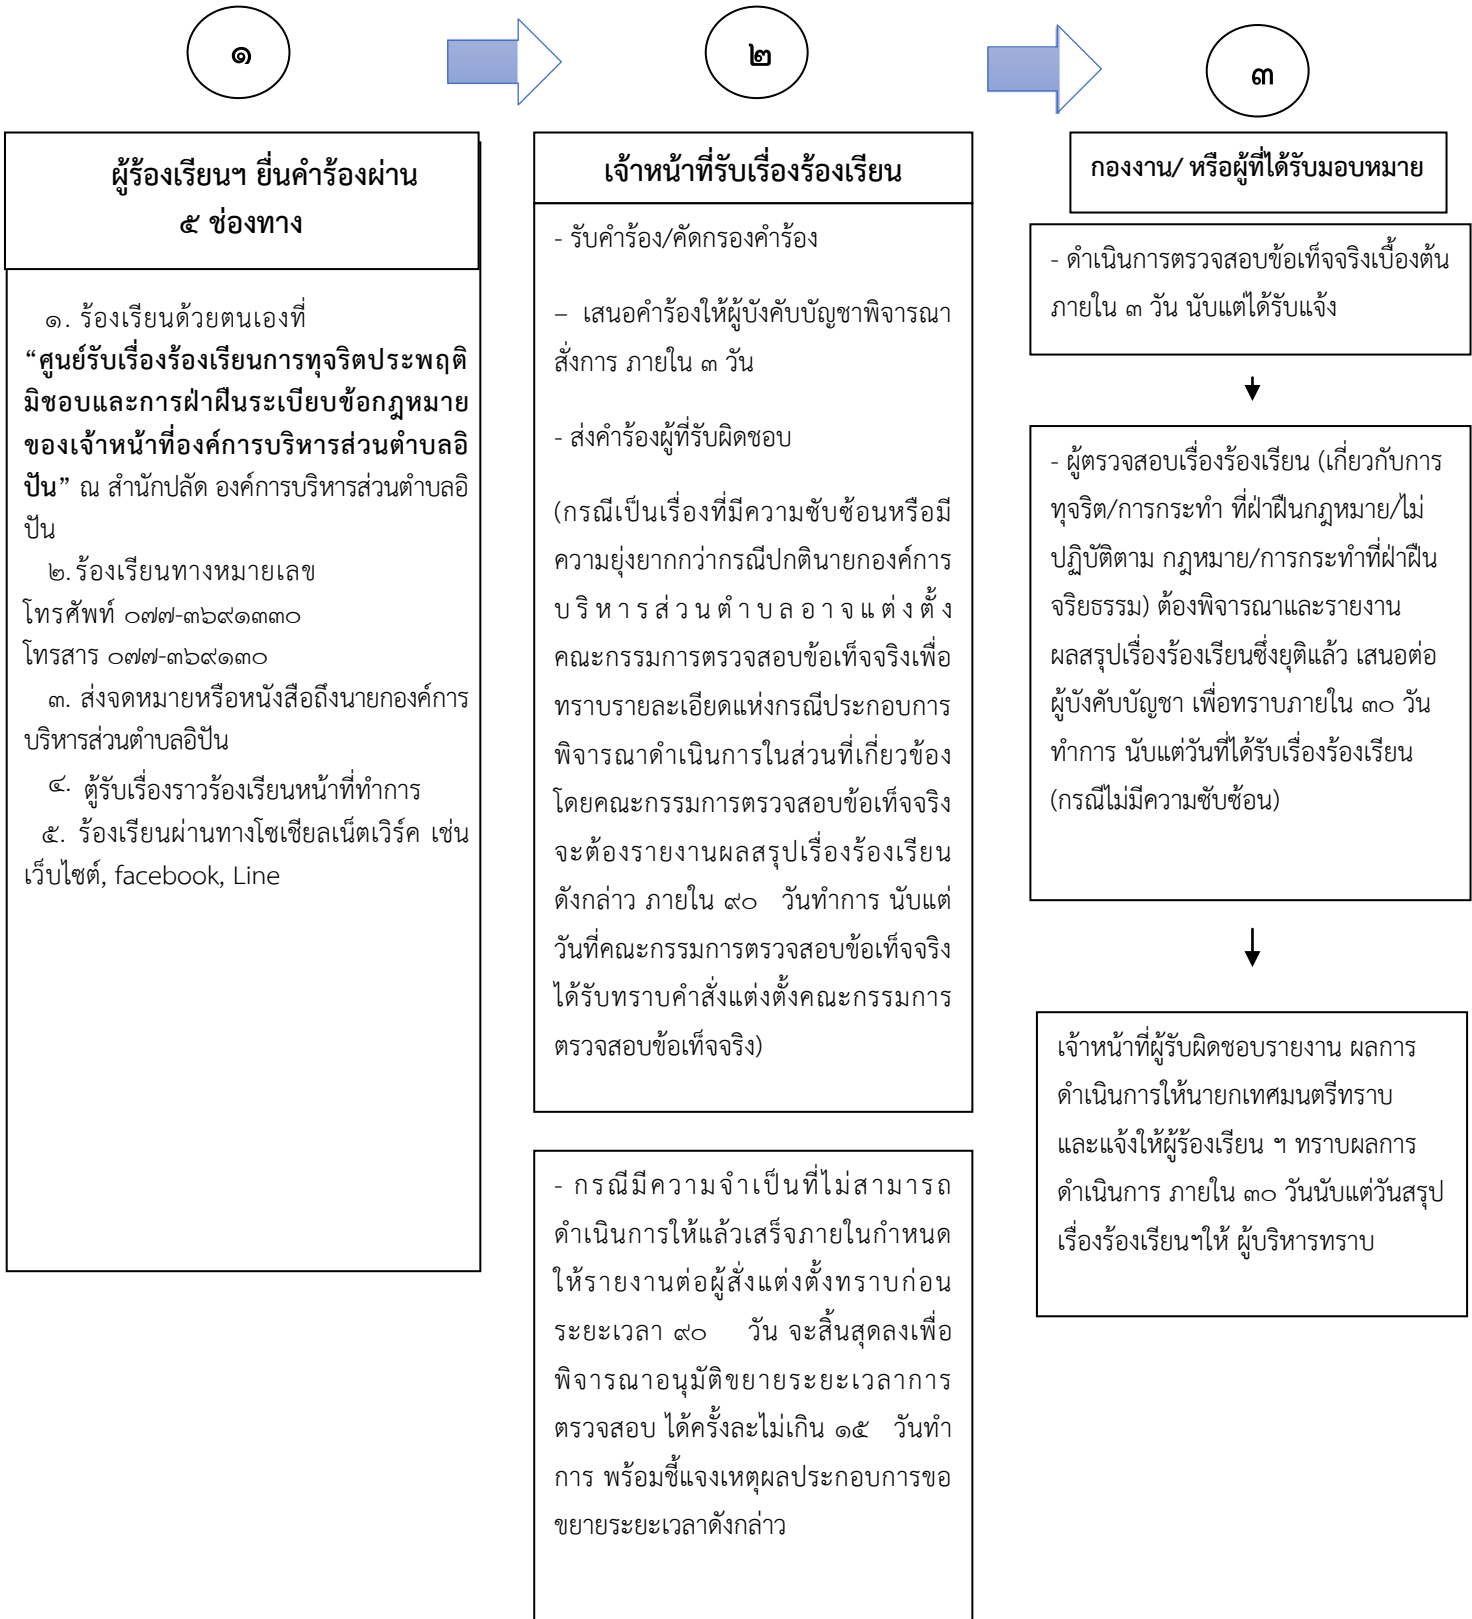 ๑
๒
๓
ผู้ร้องเรียนฯ ยื่นคำร้องผ่าน
๕ ช่องทาง
๑. ร้องเรียนด้วยตนเองที่
“ศูนย์รับเรื่องร้องเรียนการทุจริตประพฤติ
มิชอบและการฝ่าฝืนระเบียบข้อกฎหมาย
ของเจ้าหน้าที่องค์การบริหารส่วนตำบลอิ
ปัน” ณ สำนักปลัด องค์การบริหารส่วนตำบลอิ
ปัน
๒. ร้องเรียนทางหมายเลข
โทรศัพท์ ๐๗๗-๓๖๙๑๓๓๐
โทรสาร ๐๗๗-๓๖๙๑๓๐
๓. ส่งจดหมายหรือหนังสือถึงนายกองค์การ
บริหารส่วนตำบลอิปัน
๔. ตู้รับเรื่องราวร้องเรียนหน้าที่ทำการ
๕. ร้องเรียนผ่านทางโซเชียลเน็ตเวิร์ค เช่น
เว็บไซต์, facebook, Line
เจ้าหน้าที่รับเรื่องร้องเรียน
- รับคำร้อง/คัดกรองคำร้อง
– เสนอคำร้องให้ผู้บังคับบัญชาพิจารณา
สั่งการ ภายใน ๓ วัน
- ส่งคำร้องผู้ที่รับผิดชอบ
(กรณีเป็นเรื่องที่มีความซับซ้อนหรือมี
ความยุ่งยากกว่ากรณีปกตินายกองค์การ
บริหารส่วนตำบลอาจแต่งตั้ง
คณะกรรมการตรวจสอบข้อเท็จจริงเพื่อ
ทราบรายละเอียดแห่งกรณีประกอบการ
พิจารณาดำเนินการในส่วนที่เกี่ยวข้อง
โดยคณะกรรมการตรวจสอบข้อเท็จจริง
จะต้องรายงานผลสรุปเรื่องร้องเรียน
ดังกล่าว ภายใน ๙๐ วันทำการ นับแต่
วันที่คณะกรรมการตรวจสอบข้อเท็จจริง
ได้รับทราบคำสั่งแต่งตั้งคณะกรรมการ
ตรวจสอบข้อเท็จจริง)
- กรณีมีความจำเป็นที่ไม่สามารถ
ดำเนินการให้แล้วเสร็จภายในกำหนด
ให้รายงานต่อผู้สั่งแต่งตั้งทราบก่อน
ระยะเวลา ๙๐ วัน จะสิ้นสุดลงเพื่อ
พิจารณาอนุมัติขยายระยะเวลาการ
ตรวจสอบ ได้ครั้งละไม่เกิน ๑๕ วันทำ
การ พร้อมชี้แจงเหตุผลประกอบการขอ
ขยายระยะเวลาดังกล่าว
กองงาน/ หรือผู้ที่ได้รับมอบหมาย
- ดำเนินการตรวจสอบข้อเท็จจริงเบื้องต้น
ภายใน ๓ วัน นับแต่ได้รับแจ้ง
- ผู้ตรวจสอบเรื่องร้องเรียน (เกี่ยวกับการ
ทุจริต/การกระทำ ที่ฝ่าฝืนกฎหมาย/ไม่
ปฏิบัติตาม กฎหมาย/การกระทำที่ฝ่าฝืน
จริยธรรม) ต้องพิจารณาและรายงาน
ผลสรุปเรื่องร้องเรียนซึ่งยุติแล้ว เสนอต่อ
ผู้บังคับบัญชา เพื่อทราบภายใน ๓๐ วัน
ทำการ นับแต่วันที่ได้รับเรื่องร้องเรียน
(กรณีไม่มีความซับซ้อน)
เจ้าหน้าที่ผู้รับผิดชอบรายงาน ผลการ
ดำเนินการให้นายกเทศมนตรีทราบ
และแจ้งให้ผู้ร้องเรียน ฯ ทราบผลการ
ดำเนินการ ภายใน ๓๐ วันนับแต่วันสรุป
เรื่องร้องเรียนฯให้ ผู้บริหารทราบ